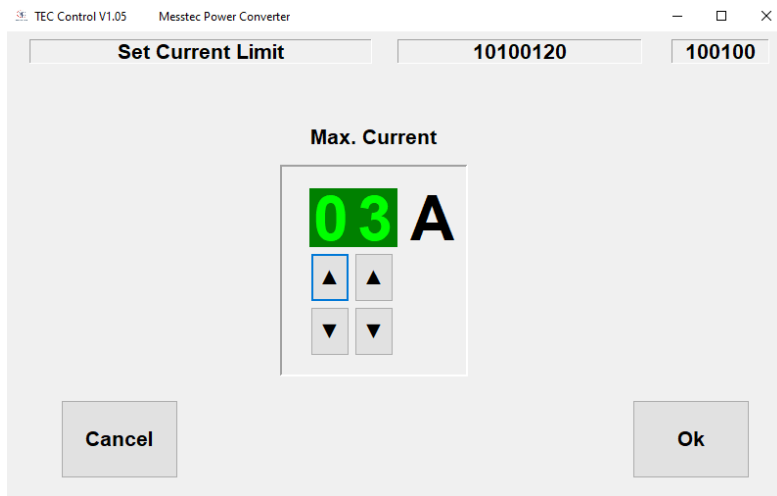 TEC Control V1.05 Messtec Power Converter
Set Current Limit 10100120 100100
Max. Current
03 A
Cancel Ok